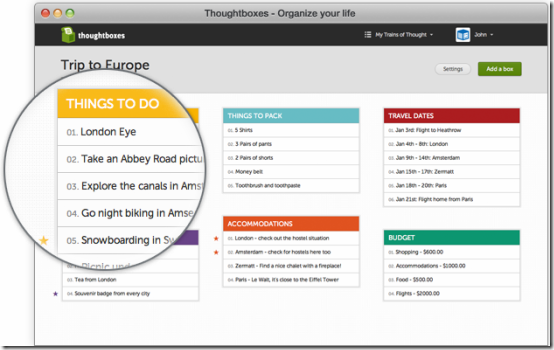 Thoughtboxes - Organize your life
thoughtboxes
My Trains of Thought
John
Trip to Europe
Settings
Add a box
THINGS TO DO
01. London Eye
02. Take an Abbey Road pictu
03. Explore the canals in Ams
04. Go night biking in Amse
05. Snowboarding in
03. Tea from London
04. Souvenir badge from every city
THINGS TO PACK
01. 5 Shirts
02. 3 Pairs of pants
03. 2 Pairs of shorts
04. Money belt
05. Toothbrush and toothpaste
ACCOMMODATIONS
01. London - check out the hostel situation
02. Amsterdam - check for hostels here too
03. Zermatt - Find a nice chalet with a fireplace!
04. Paris - Le Wall, it's close to the Eiffel Tower
TRAVEL DATES
01. Jan 3rd: Flight to Heathrow
02. Jan 4th - 8th: London
03. Jan 9th - 14th: Amsterdam
04. Jan 15th - 17th: Zermatt
05. Jan 18th - 20th: Paris
06. Jan 21st: Flight home from Paris
BUDGET
01. Shopping - $600.00
02. Accommodations - $1000.00
03. Food - $500.00
04. Flights - $2000.00